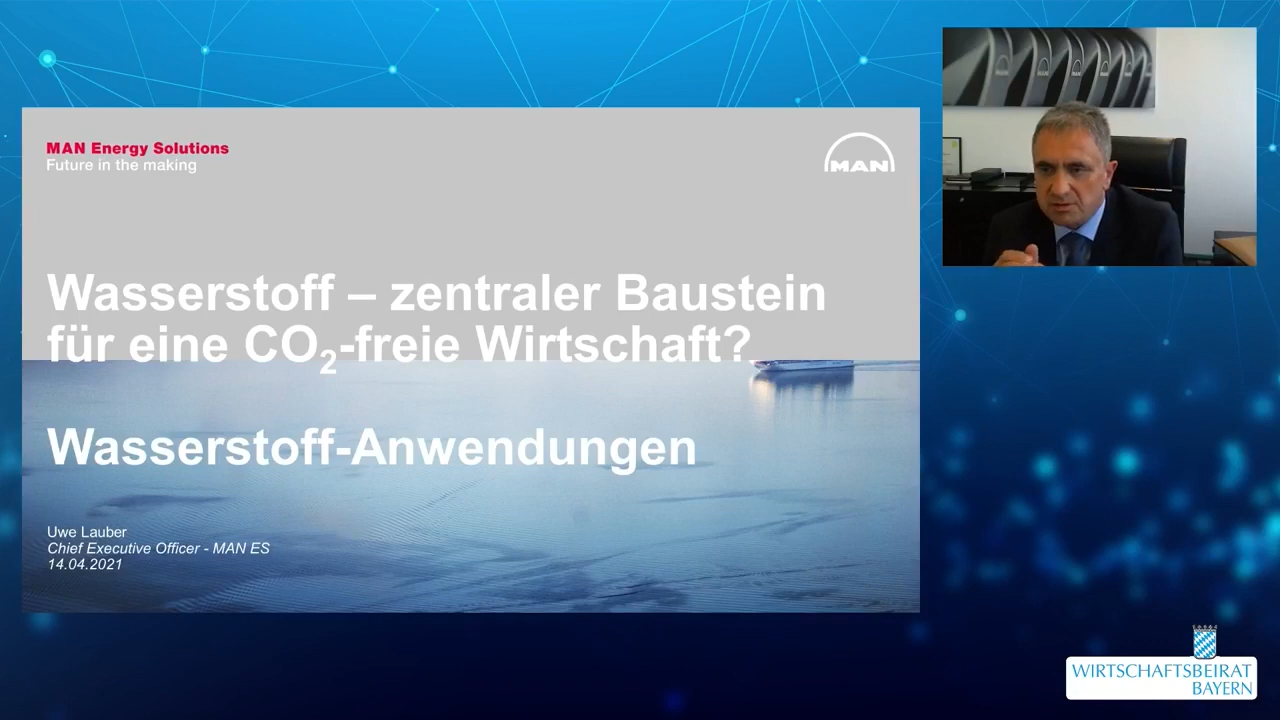 MAN Energy Solutions
Future in the making
MAN
Wasserstoff – zentraler Baustein
für eine CO₂-freie Wirtschaft?
Wasserstoff-Anwendungen
Uwe Lauber
Chief Executive Officer - MAN ES
14.04.2021
WIRTSCHAFTSBEIRAT
BAYERN